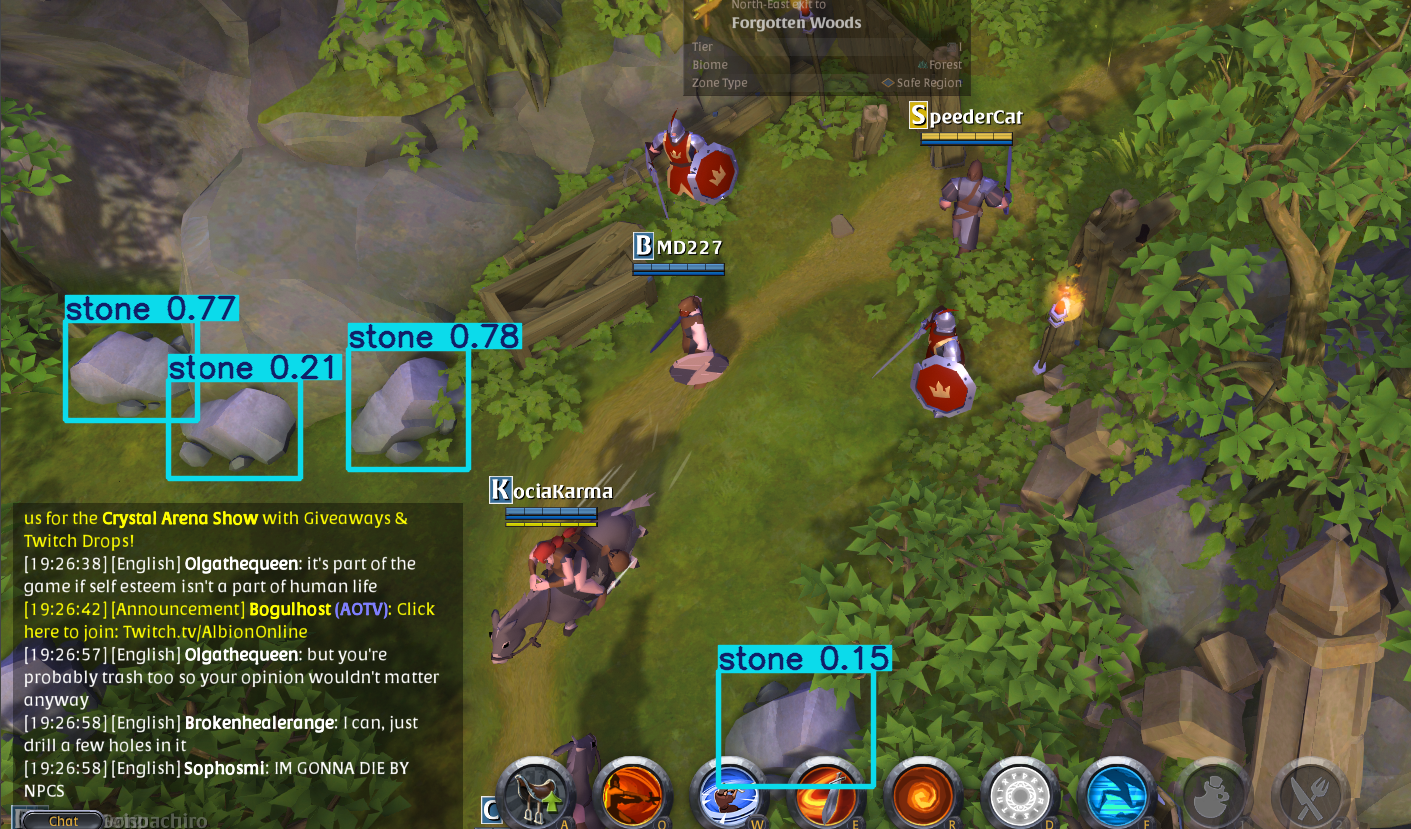 North-East exit to
Forgotten Woods
Tier I
Biome Forest
Zone Type Safe Region
SpeederCat
BMD227
stone 0.77
stone 0.78
stone 0.21
KociaKarma
us for the Crystal Arena Show with Giveaways &
Twitch Drops!
[19:26:38] [English] Olgathequeen: it's part of the
game if self esteem isn't a part of human life
[19:26:42] [Announcement] Bogulhost (AOTV): Click
here to join: Twitch.tv/AlbionOnline
[19:26:57] [English] Olgathequeen: but you're
probably trash too so your opinion wouldn't matter
anyway
[19:26:58] [English] Brokenhealerange: I can, just
drill a few holes in it
[19:26:58] [English] Sophosmi: IM GONNA DIE BY
NPCS
stone 0.15
C
A Q W E R D F
Chat